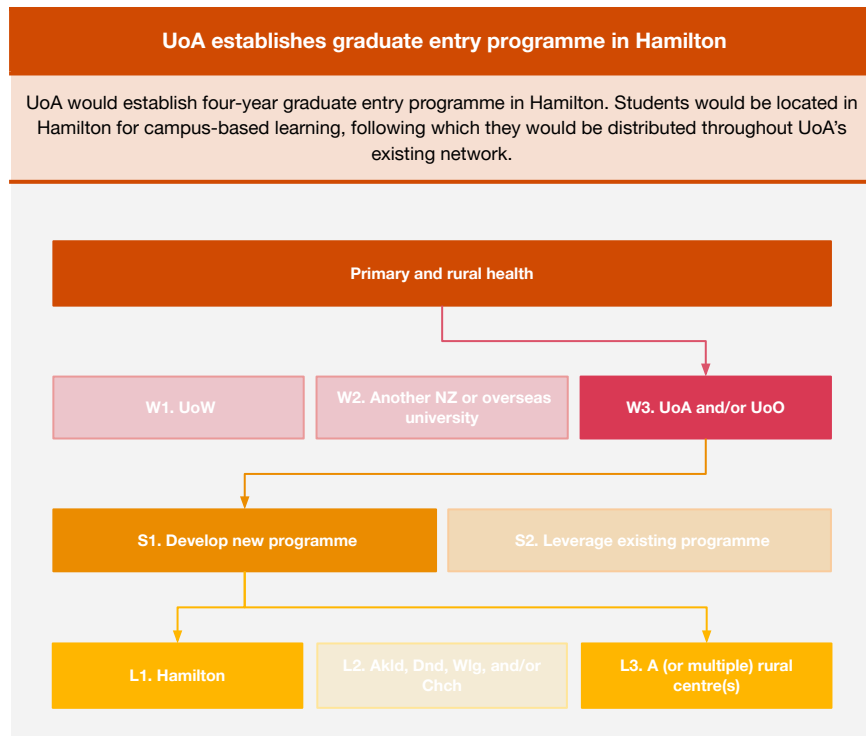 UoA establishes graduate entry programme in Hamilton
UoA would establish four-year graduate entry programme in Hamilton. Students would be located in
Hamilton for campus-based learning, following which they would be distributed throughout UoA's
existing network.
Primary and rural health
W1. UoW
W2. Another NZ or overseas
university
W3. UoA and/or UoO
S1. Develop new programme
S2. Leverage existing programme
L1. Hamilton
L2. Akld, Dnd, Wlg, and/or
Chch
L3. A (or multiple) rural
centre(s)